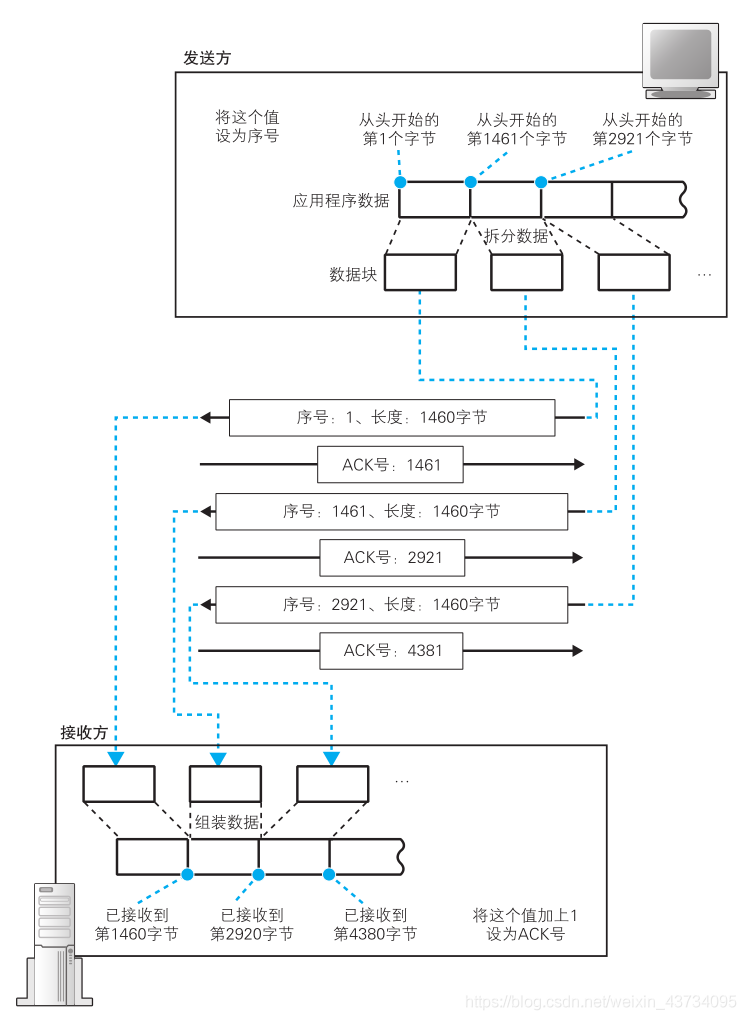 发送方
将这个值
设为序号
从头开始的
第1个字节
从头开始的
第1461个字节
从头开始的
第2921个字节
应用程序数据
拆分数据
数据块
...
序号：1、长度：1460字节
ACK号：1461
序号：1461、长度：1460字节
ACK号：2921
序号：2921、长度：1460字节
ACK号：4381
接收方
...
组装数据
已接收到
第1460字节
已接收到
第2920字节
已接收到
第4380字节
将这个值加上1
设为ACK号
https://blog.csdn.net/weixin_43734095